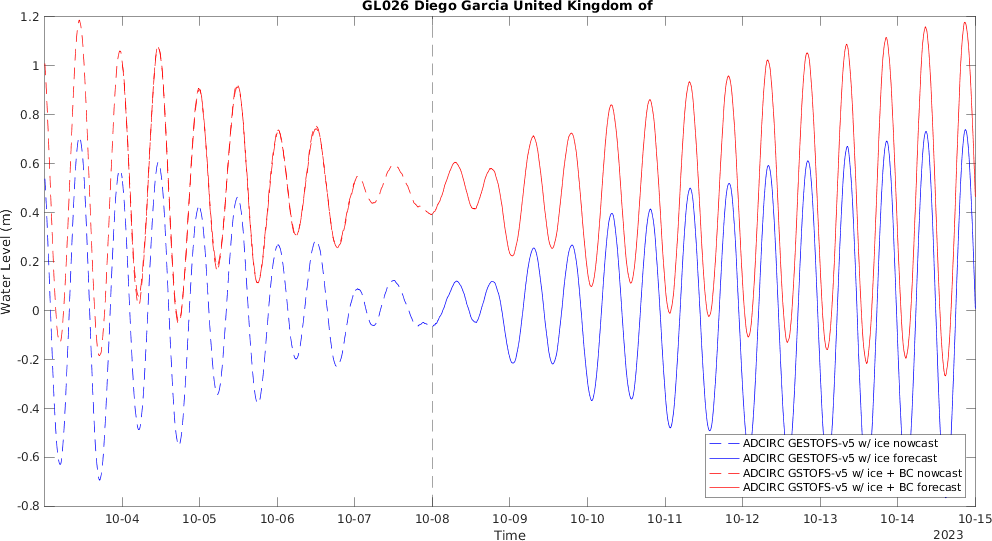 GL026 Diego Garcia United Kingdom of
1.2
1
0.8
0.6
0.4
0.2
0
-0.2
-0.4
-0.6
-0.8
Water Level (m)
ADCIRC GESTOFS-v5 w/ ice nowcast
ADCIRC GESTOFS-v5 w/ ice forecast
ADCIRC GSTOFS-v5 w/ ice + BC nowcast
ADCIRC GSTOFS-v5 w/ ice + BC forecast
10-04 10-05 10-06 10-07 10-08 10-09 10-10 10-11 10-12 10-13 10-14 10-15
Time
2023